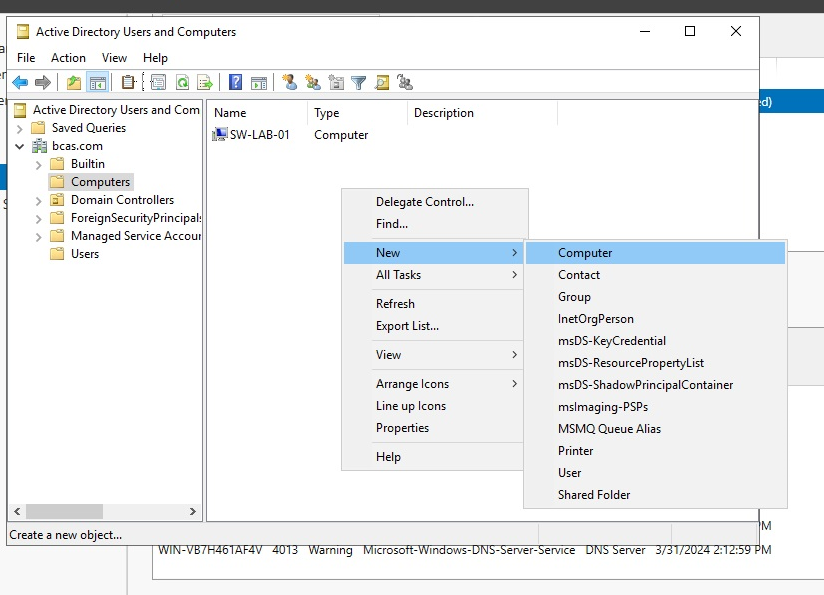 Active Directory Users and Computers
File Action View Help
Active Directory Users and Com
Saved Queries
bcas.com
Builtin
Computers
Domain Controllers
ForeignSecurityPrincipals
Managed Service Accour
Users
Name Type Description
SW-LAB-01 Computer
Delegate Control...
Find...
New
All Tasks
Refresh
Export List...
View
Arrange Icons
Line up Icons
Properties
Help
Computer
Contact
Group
InetOrgPerson
msDS-KeyCredential
msDS-ResourcePropertyList
msDS-ShadowPrincipalContainer
msImaging-PSPs
MSMQ Queue Alias
Printer
User
Shared Folder
ed)
Create a new object...
PM
WIN-VB7H461AF4V 4013 Warning Microsoft-Windows-DNS-Server-Service DNS Server 3/31/2024 2:12:59 PM